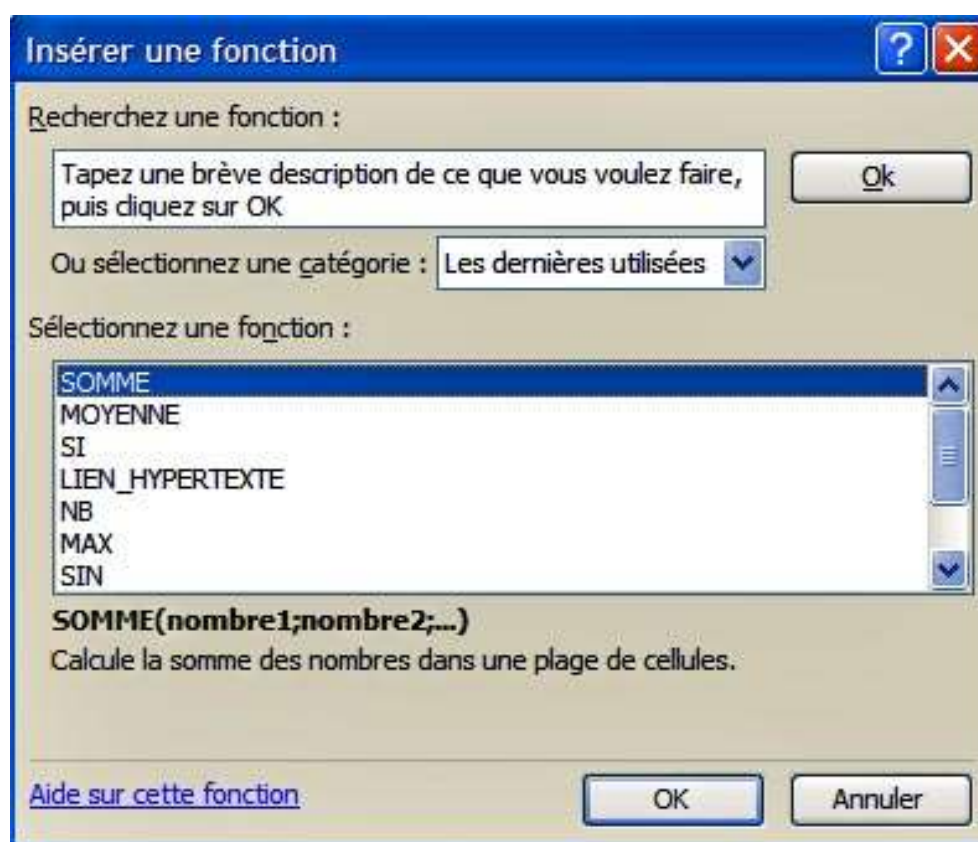 Insérer une fonction
Recherchez une fonction :
Tapez une brève description de ce que vous voulez faire,
puis cliquez sur OK
Ok
Ou sélectionnez une catégorie : Les dernières utilisées
Sélectionnez une fonction :
SOMME
MOYENNE
SI
LIEN_HYPERTEXTE
NB
MAX
SIN
SOMME(nombre1;nombre2;...)
Calcule la somme des nombres dans une plage de cellules.
Aide sur cette fonction OK Annuler